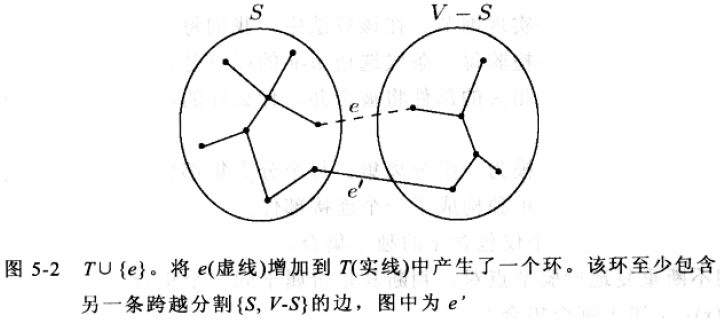 S
V − S
e
e'
图 5-2 T∪{e}。将 e(虚线)增加到 T(实线)中产生了一个环。该环至少包含
另一条跨越分割{S, V-S}的边，图中为 e'